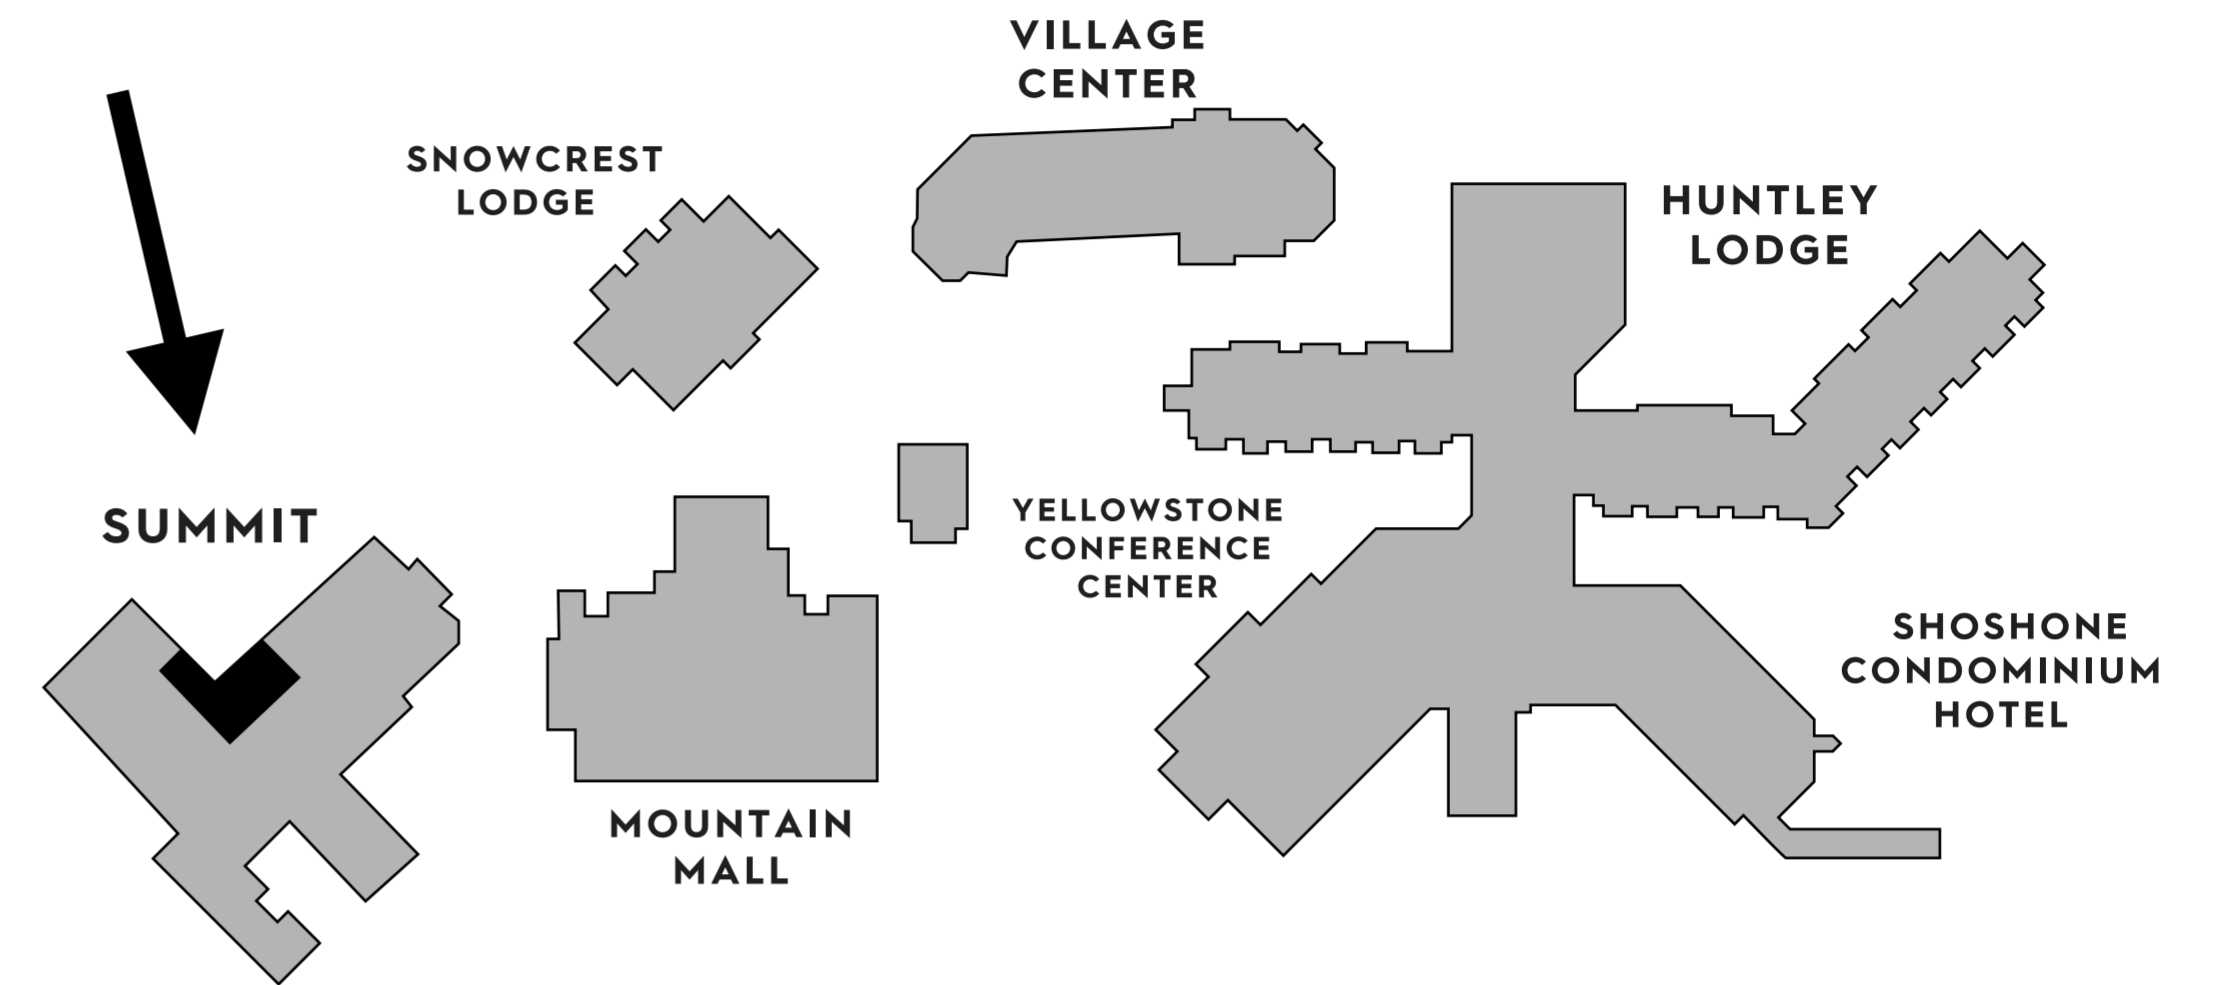 VILLAGE
CENTER
SNOWCREST
LODGE
HUNTLEY
LODGE
SUMMIT
YELLOWSTONE
CONFERENCE
CENTER
SHOSHONE
CONDOMINIUM
HOTEL
MOUNTAIN
MALL